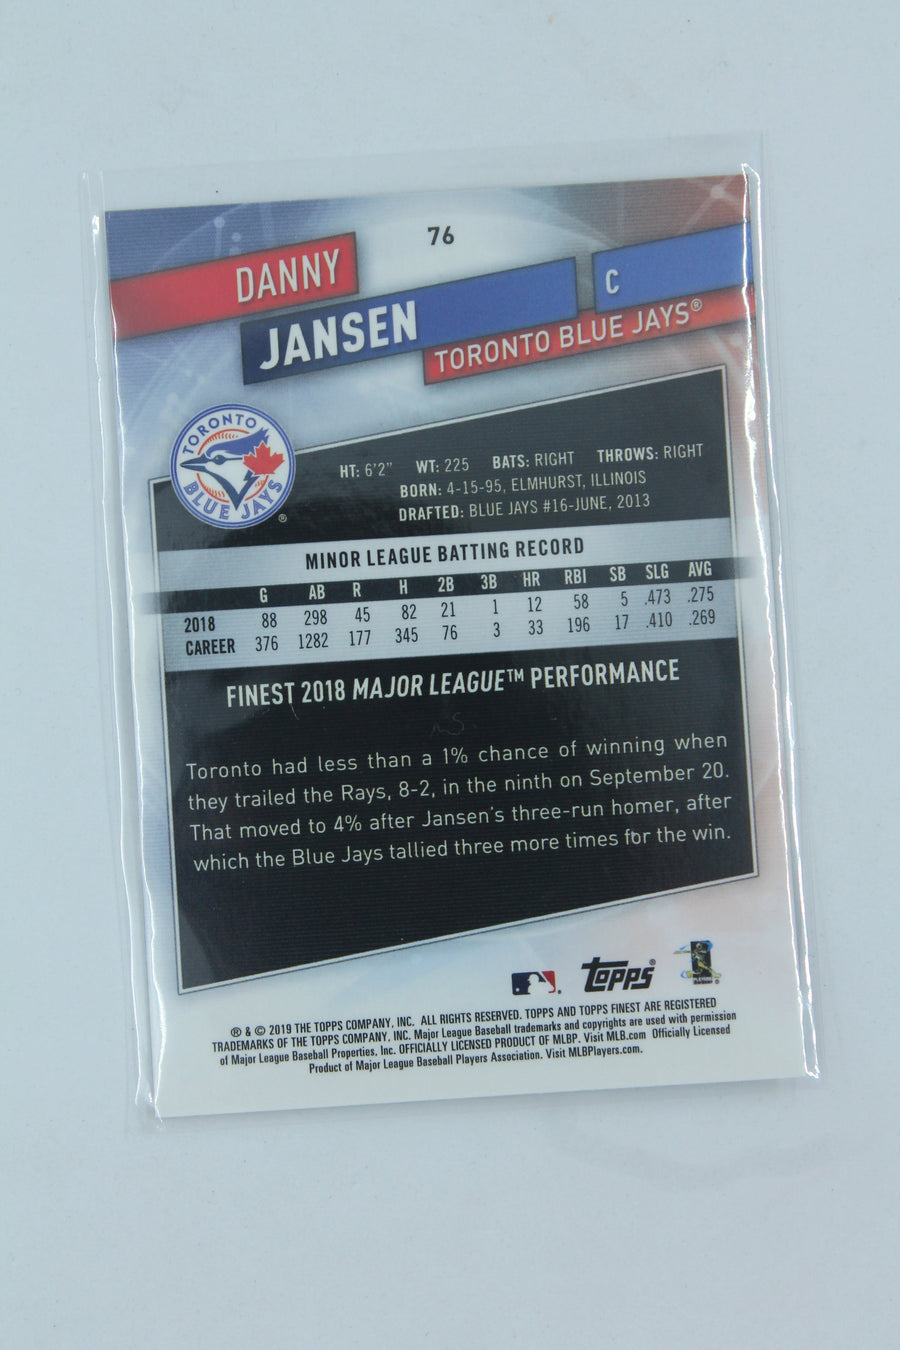 76
DANNY
JANSEN
C
TORONTO BLUE JAYS®
TORONTO
BLUE JAYS
®
HT: 6'2" WT: 225 BATS: RIGHT THROWS: RIGHT
BORN: 4-15-95, ELMHURST, ILLINOIS
DRAFTED: BLUE JAYS #16-JUNE, 2013
MINOR LEAGUE BATTING RECORD
G AB R H 2B 3B HR RBI SB SLG AVG
2018 88 298 45 82 21 1 12 58 5 .473 .275
CAREER 376 1282 177 345 76 3 33 196 17 .410 .269
FINEST 2018 MAJOR LEAGUE™ PERFORMANCE
Toronto had less than a 1% chance of winning when
they trailed the Rays, 8-2, in the ninth on September 20.
That moved to 4% after Jansen's three-run homer, after
which the Blue Jays tallied three more times for the win.
Topps®
® & © 2019 THE TOPPS COMPANY, INC. ALL RIGHTS RESERVED. TOPPS AND TOPPS FINEST ARE REGISTERED
TRADEMARKS OF THE TOPPS COMPANY, INC. Major League Baseball trademarks and copyrights are used with permission
of Major League Baseball Properties, Inc. OFFICIALLY LICENSED PRODUCT OF MLBP. Visit MLB.com Officially Licensed
Product of Major League Baseball Players Association. Visit MLBPlayers.com.